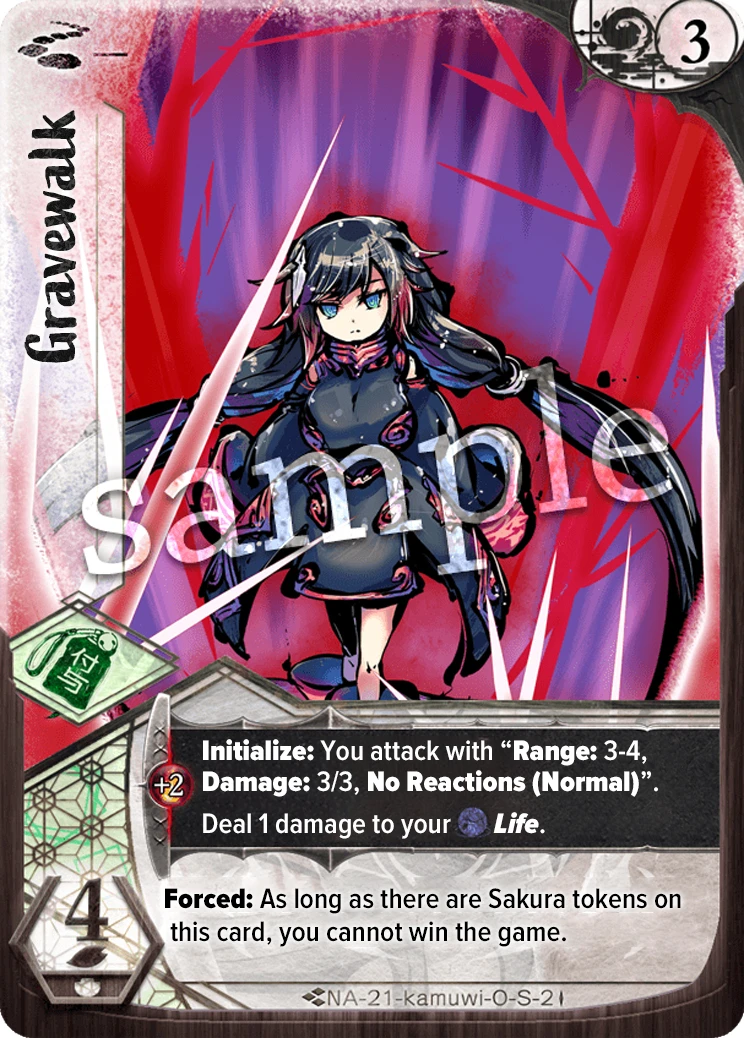 3
Gravewalk
sample
付与
Initialize: You attack with “Range: 3-4,
+2
Damage: 3/3, No Reactions (Normal)”.
Deal 1 damage to your Life.
4
Forced: As long as there are Sakura tokens on
this card, you cannot win the game.
NA-21-kamuwi-O-S-2